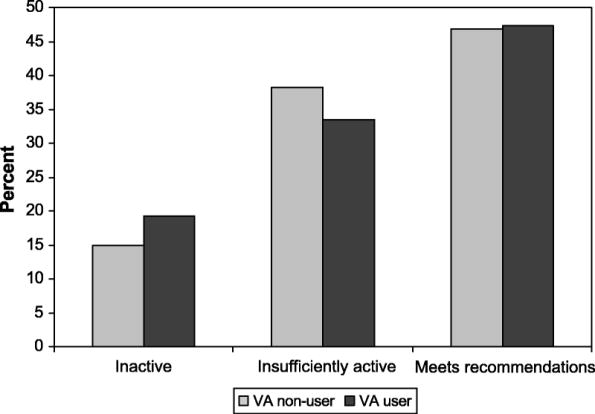 50
45
40
35
30
25
20
15
10
5
0
Percent
Inactive
Insufficiently active
Meets recommendations
VA non-user
VA user